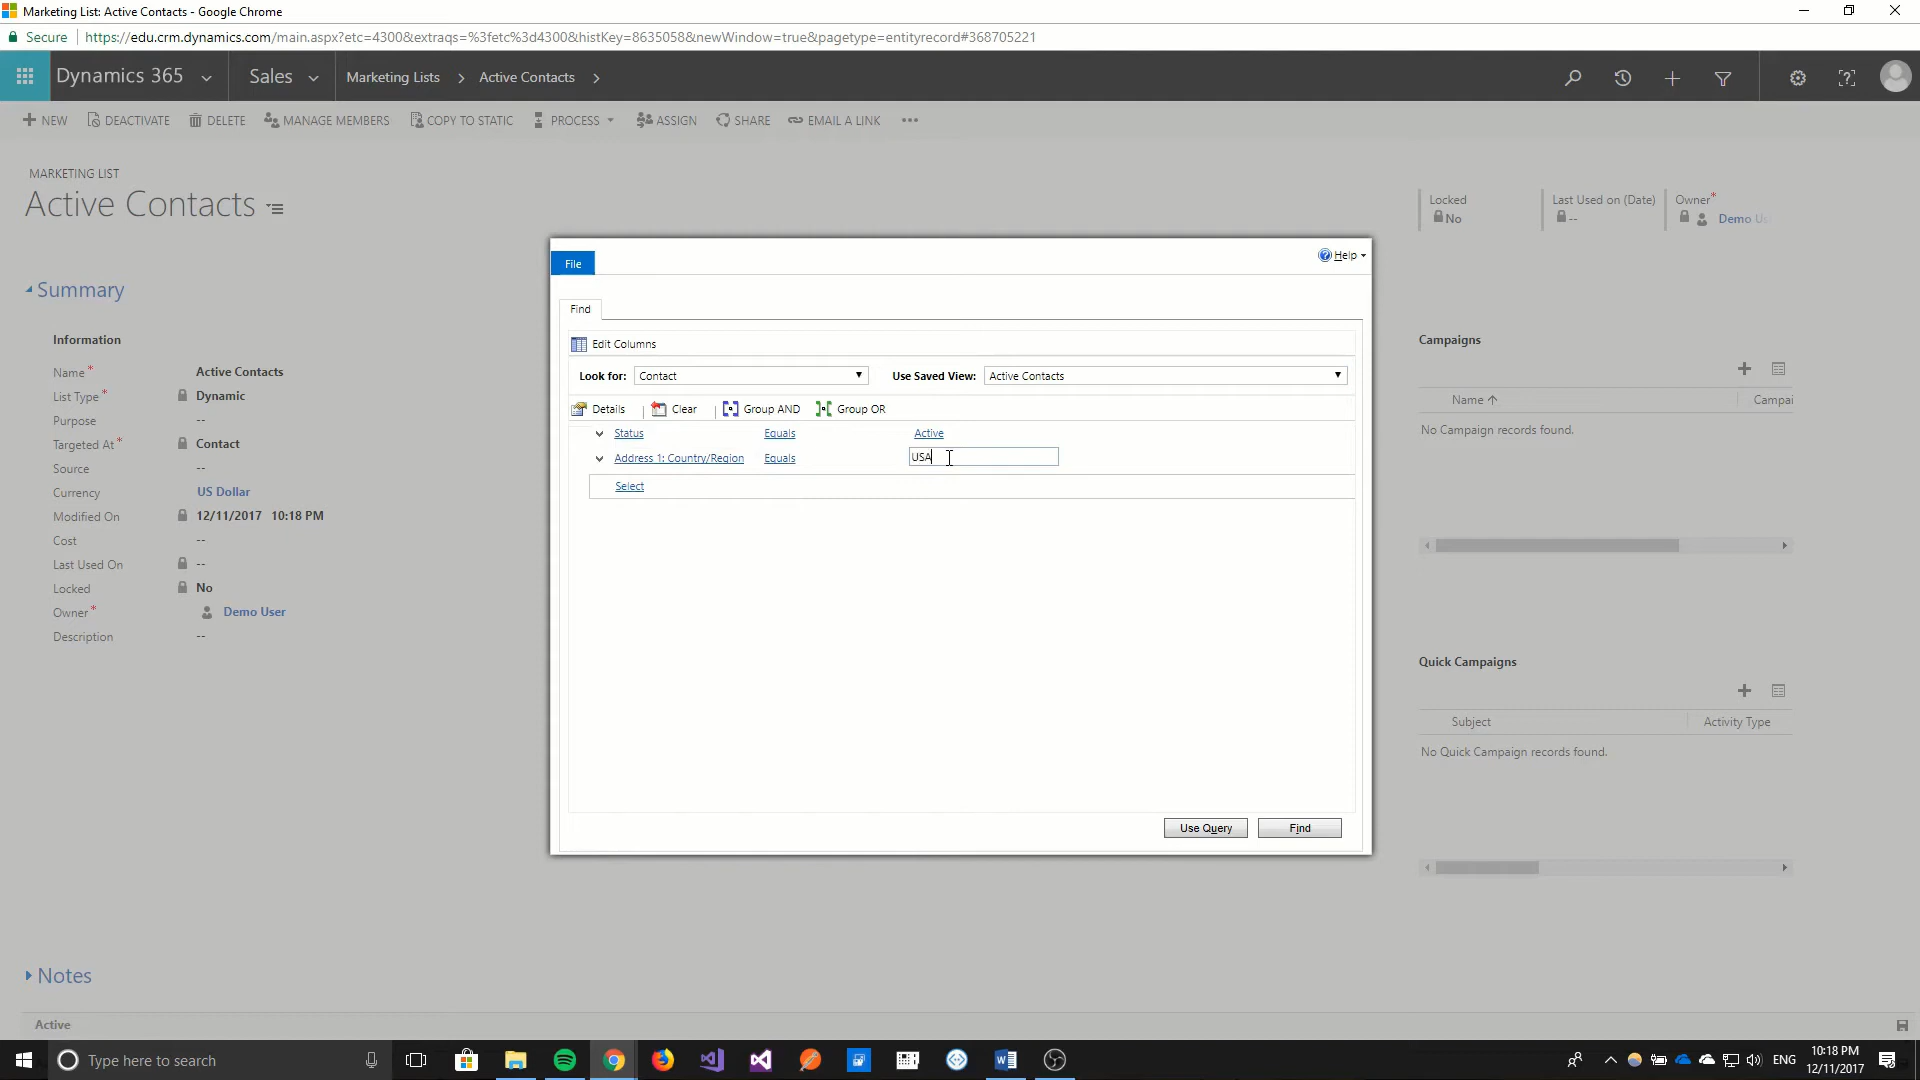 Marketing List: Active Contacts - Google Chrome
Secure https://edu.crm.dynamics.com/main.aspx?etc=4300&extraqs=%3fetc%3d4300&histKey=8635058&newWindow=true&pagetype=entityrecord#368705221
Dynamics 365 Sales Marketing Lists Active Contacts
NEW DEACTIVATE DELETE MANAGE MEMBERS COPY TO STATIC PROCESS ASSIGN SHARE EMAIL A LINK
MARKETING LIST
Active Contacts
Locked Last Used on (Date) Owner*
No -- Demo Us
File Help
Summary
Find
Information
Campaigns
Edit Columns
Name* Active Contacts
Look for: Contact Use Saved View: Active Contacts
List Type* Dynamic
Name Campai
Details Clear Group AND Group OR
Purpose --
No Campaign records found.
Status Equals Active
Targeted At* Contact
Address 1: Country/Region Equals USA
Source --
Select
Currency US Dollar
Modified On 12/11/2017 10:18 PM
Cost --
Last Used On --
Locked No
Owner* Demo User
Description --
Quick Campaigns
Subject Activity Type
No Quick Campaign records found.
Use Query Find
Notes
Active
Type here to search ENG
10:18 PM
12/11/2017